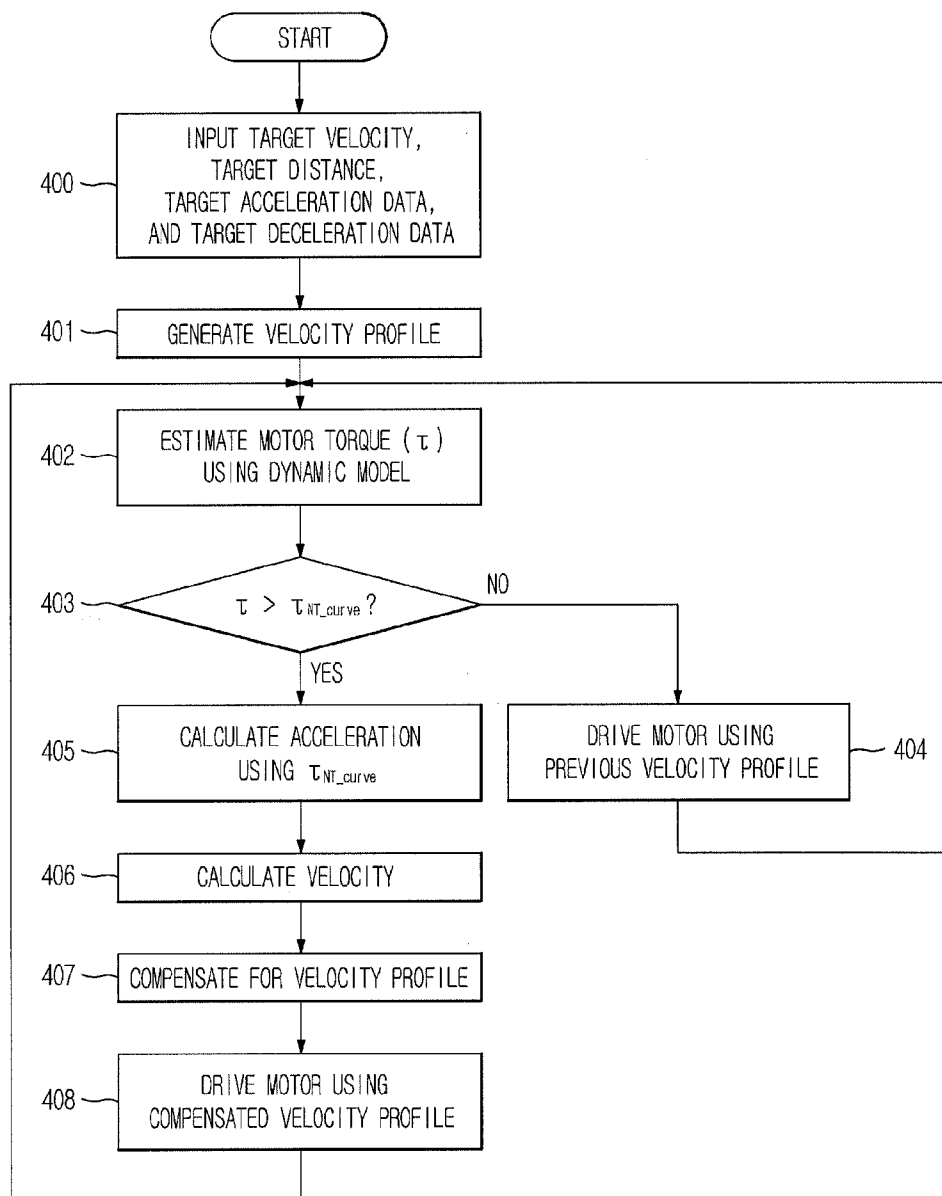 START
INPUT TARGET VELOCITY,
TARGET DISTANCE,
TARGET ACCELERATION DATA,
AND TARGET DECELERATION DATA
400
401
GENERATE VELOCITY PROFILE
402
ESTIMATE MOTOR TORQUE (τ)
USING DYNAMIC MODEL
403
τ > τNT_curve ?
NO
YES
405
CALCULATE ACCELERATION
USING τNT_curve
DRIVE MOTOR USING
PREVIOUS VELOCITY PROFILE
404
406
CALCULATE VELOCITY
407
COMPENSATE FOR VELOCITY PROFILE
408
DRIVE MOTOR USING
COMPENSATED VELOCITY PROFILE